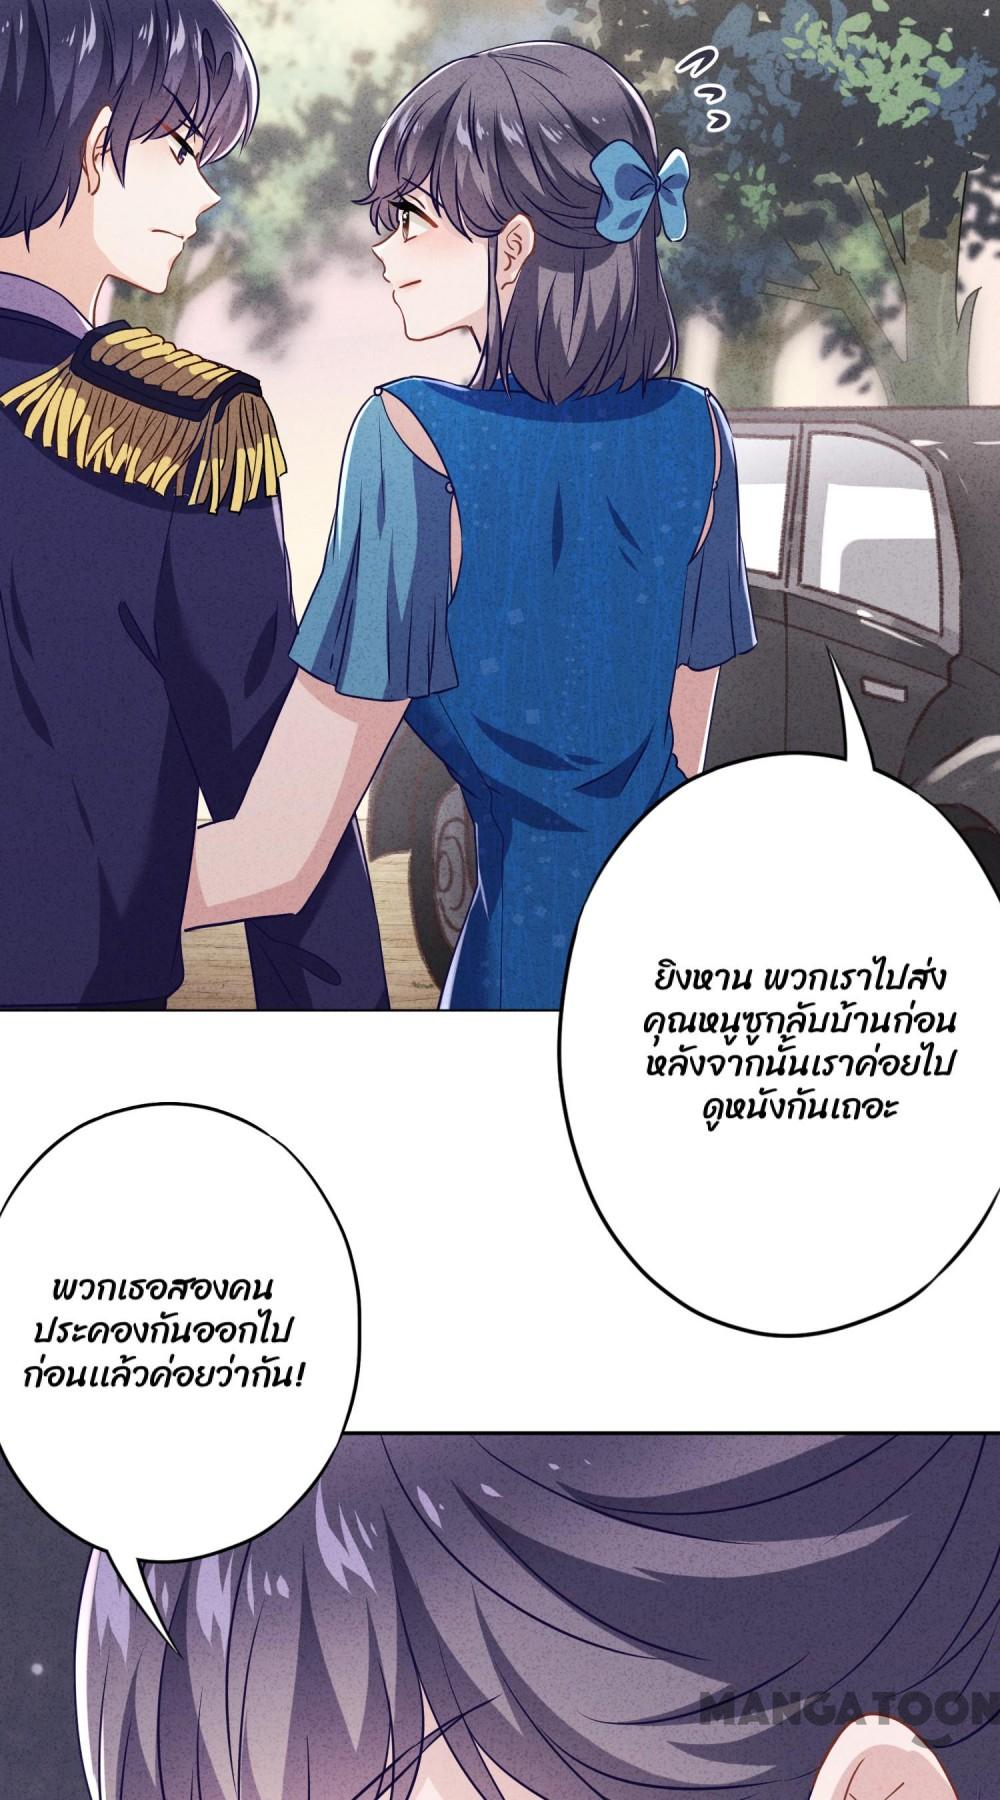 ยิงหาน พวกเราไปส่ง
คุณหนูซูกลับบ้านก่อน
หลังจากนั้นเราค่อยไป
ดูหนังกันเถอะ
พวกเธอสองคน
ประคองกันออกไป
ก่อนแล้วค่อยว่ากัน!
MANGATOON